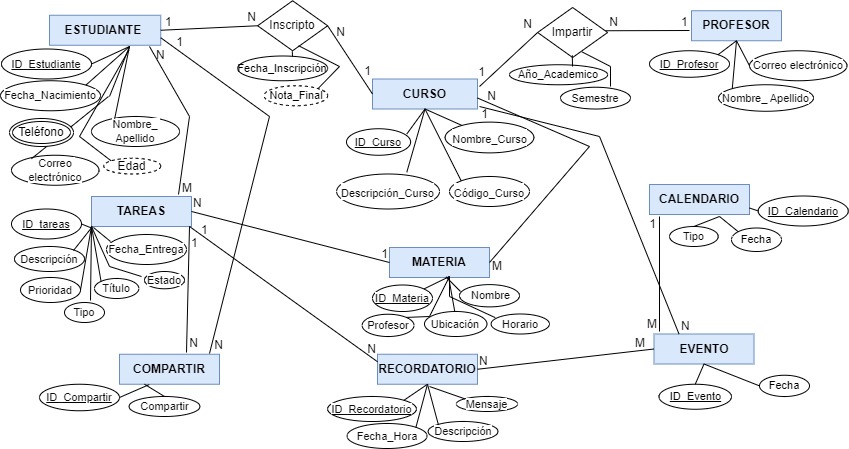 ESTUDIANTE
1
N
Inscripto
N
1
N
Impartir
N
1
PROFESOR
1
N
ID_Estudiante
Fecha_Nacimiento
Teléfono
Nombre_
Apellido
Correo
electrónico
Edad
Fecha_Inscripción
Nota_Final
CURSO
1
N
1
Año_Academico
Semestre
ID_Profesor
Correo electrónico
Nombre_ Apellido
ID_Curso
Nombre_Curso
Descripción_Curso
Código_Curso
M
TAREAS
N
1
1
ID_tareas
Fecha_Entrega
Descripción
Estado
Prioridad
Título
Tipo
CALENDARIO
1
ID_Calendario
Tipo
Fecha
1
MATERIA
M
ID_Materia
Nombre
Profesor
Ubicación
Horario
N
N
COMPARTIR
ID_Compartir
Compartir
N
RECORDATORIO
N
ID_Recordatorio
Mensaje
Fecha_Hora
Descripción
M
N
M
EVENTO
ID_Evento
Fecha